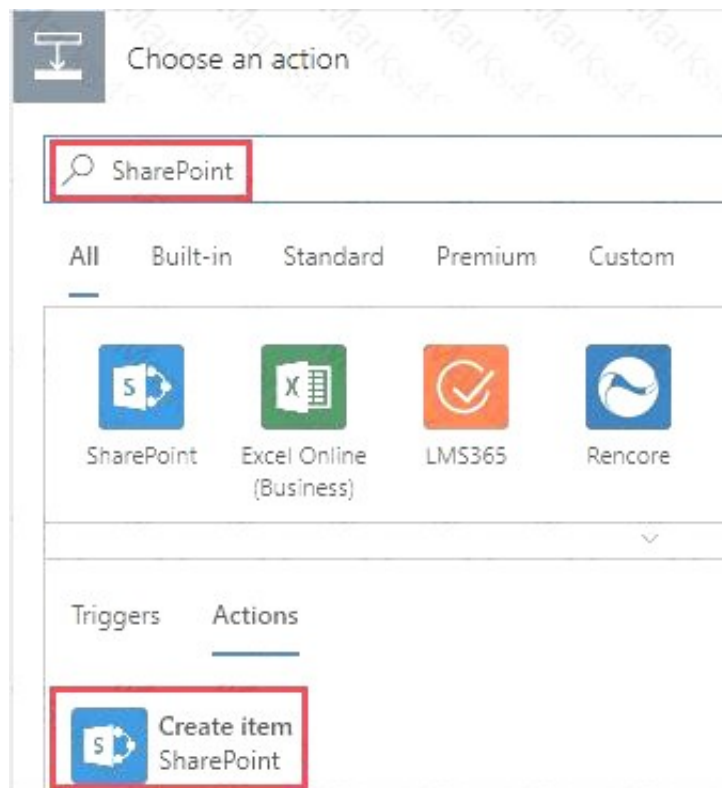 Choose an action
SharePoint
All Built-in Standard Premium Custom
SharePoint Excel Online (Business) LMS365 Rencore
Triggers Actions
Create item
SharePoint